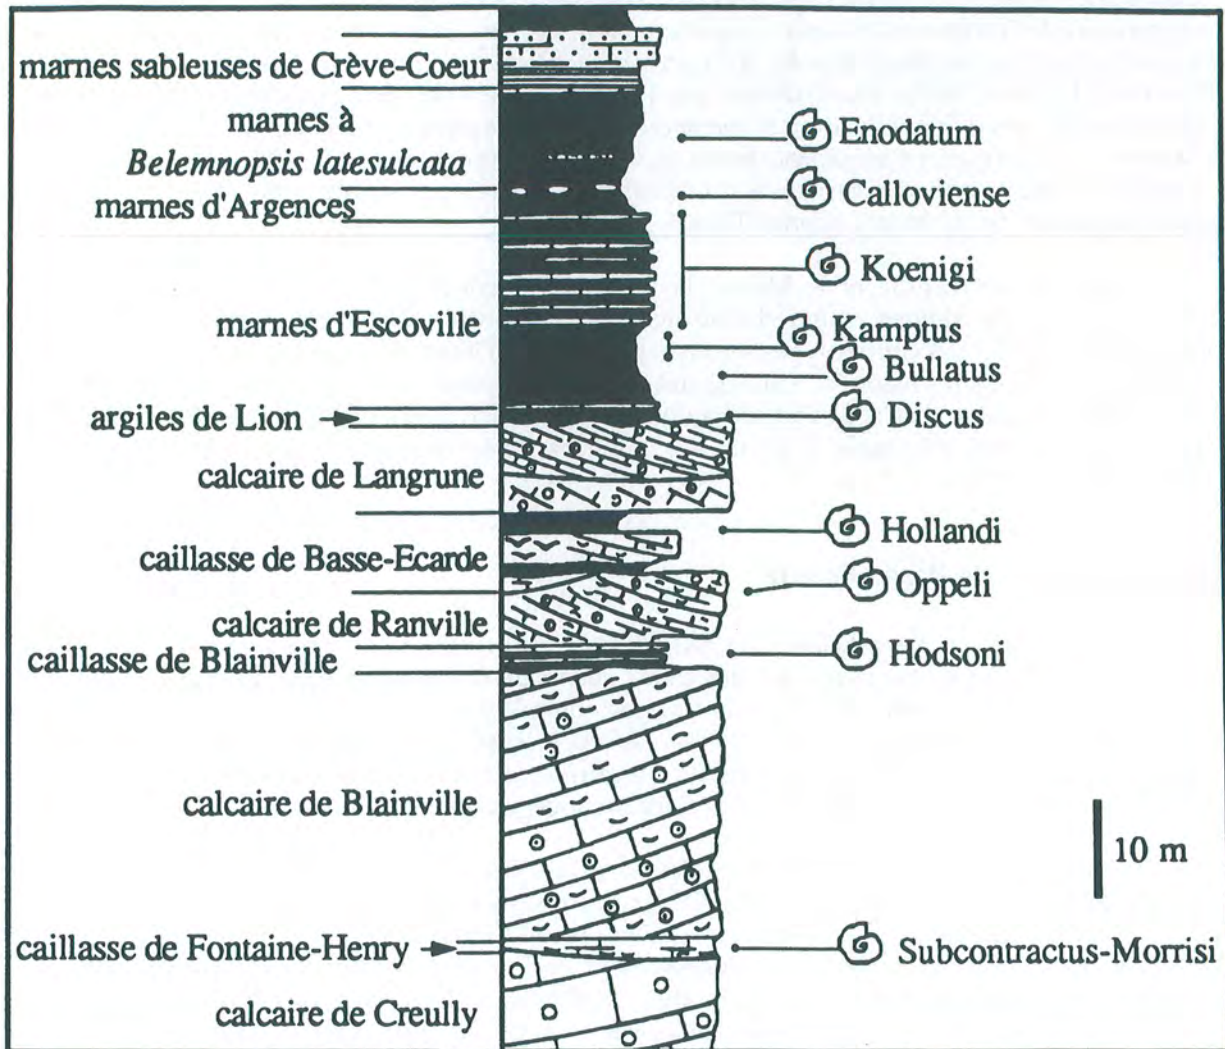 marnes sableuses de Crève-Coeur
marnes à
Belemnopsis latesulcata
marnes d'Argences
marnes d'Escoville
argiles de Lion
calcaire de Langrune
caillasse de Basse-Ecarde
calcaire de Ranville
caillasse de Blainville
calcaire de Blainville
caillasse de Fontaine-Henry
calcaire de Creully
Enodatum
Calloviense
Koenigi
Kamptus
Bullatus
Discus
Hollandi
Oppeli
Hodsoni
Subcontractus-Morrisi
10 m